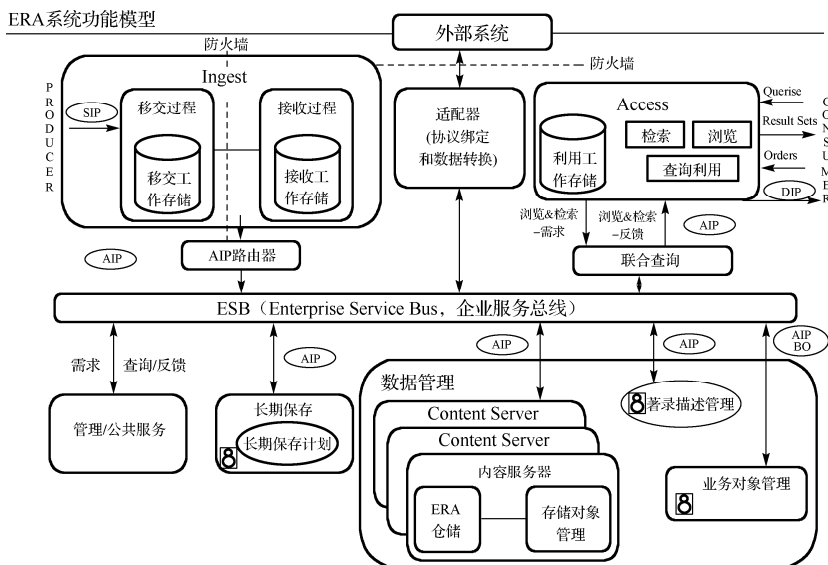 ERA系统功能模型
外部系统
防火墙
防火墙
Ingest
PRODUCER
SIP
移交过程
接收过程
移交工
作存储
接收工
作存储
适配器
(协议绑定
和数据转换)
Access
利用工
作存储
检索
浏览
查询利用
Querise
Result Sets
Orders
DIP
CONSUMER
浏览&检索
–需求
浏览&检索
–反馈
AIP
AIP
AIP路由器
联合查询
ESB（Enterprise Service Bus，企业服务总线）
需求
查询/反馈
AIP
AIP
AIP
AIP
BO
管理/公共服务
长期保存
长期保存计划
数据管理
Content Server
Content Server
内容服务器
ERA
仓储
存储对象
管理
著录描述管理
业务对象管理